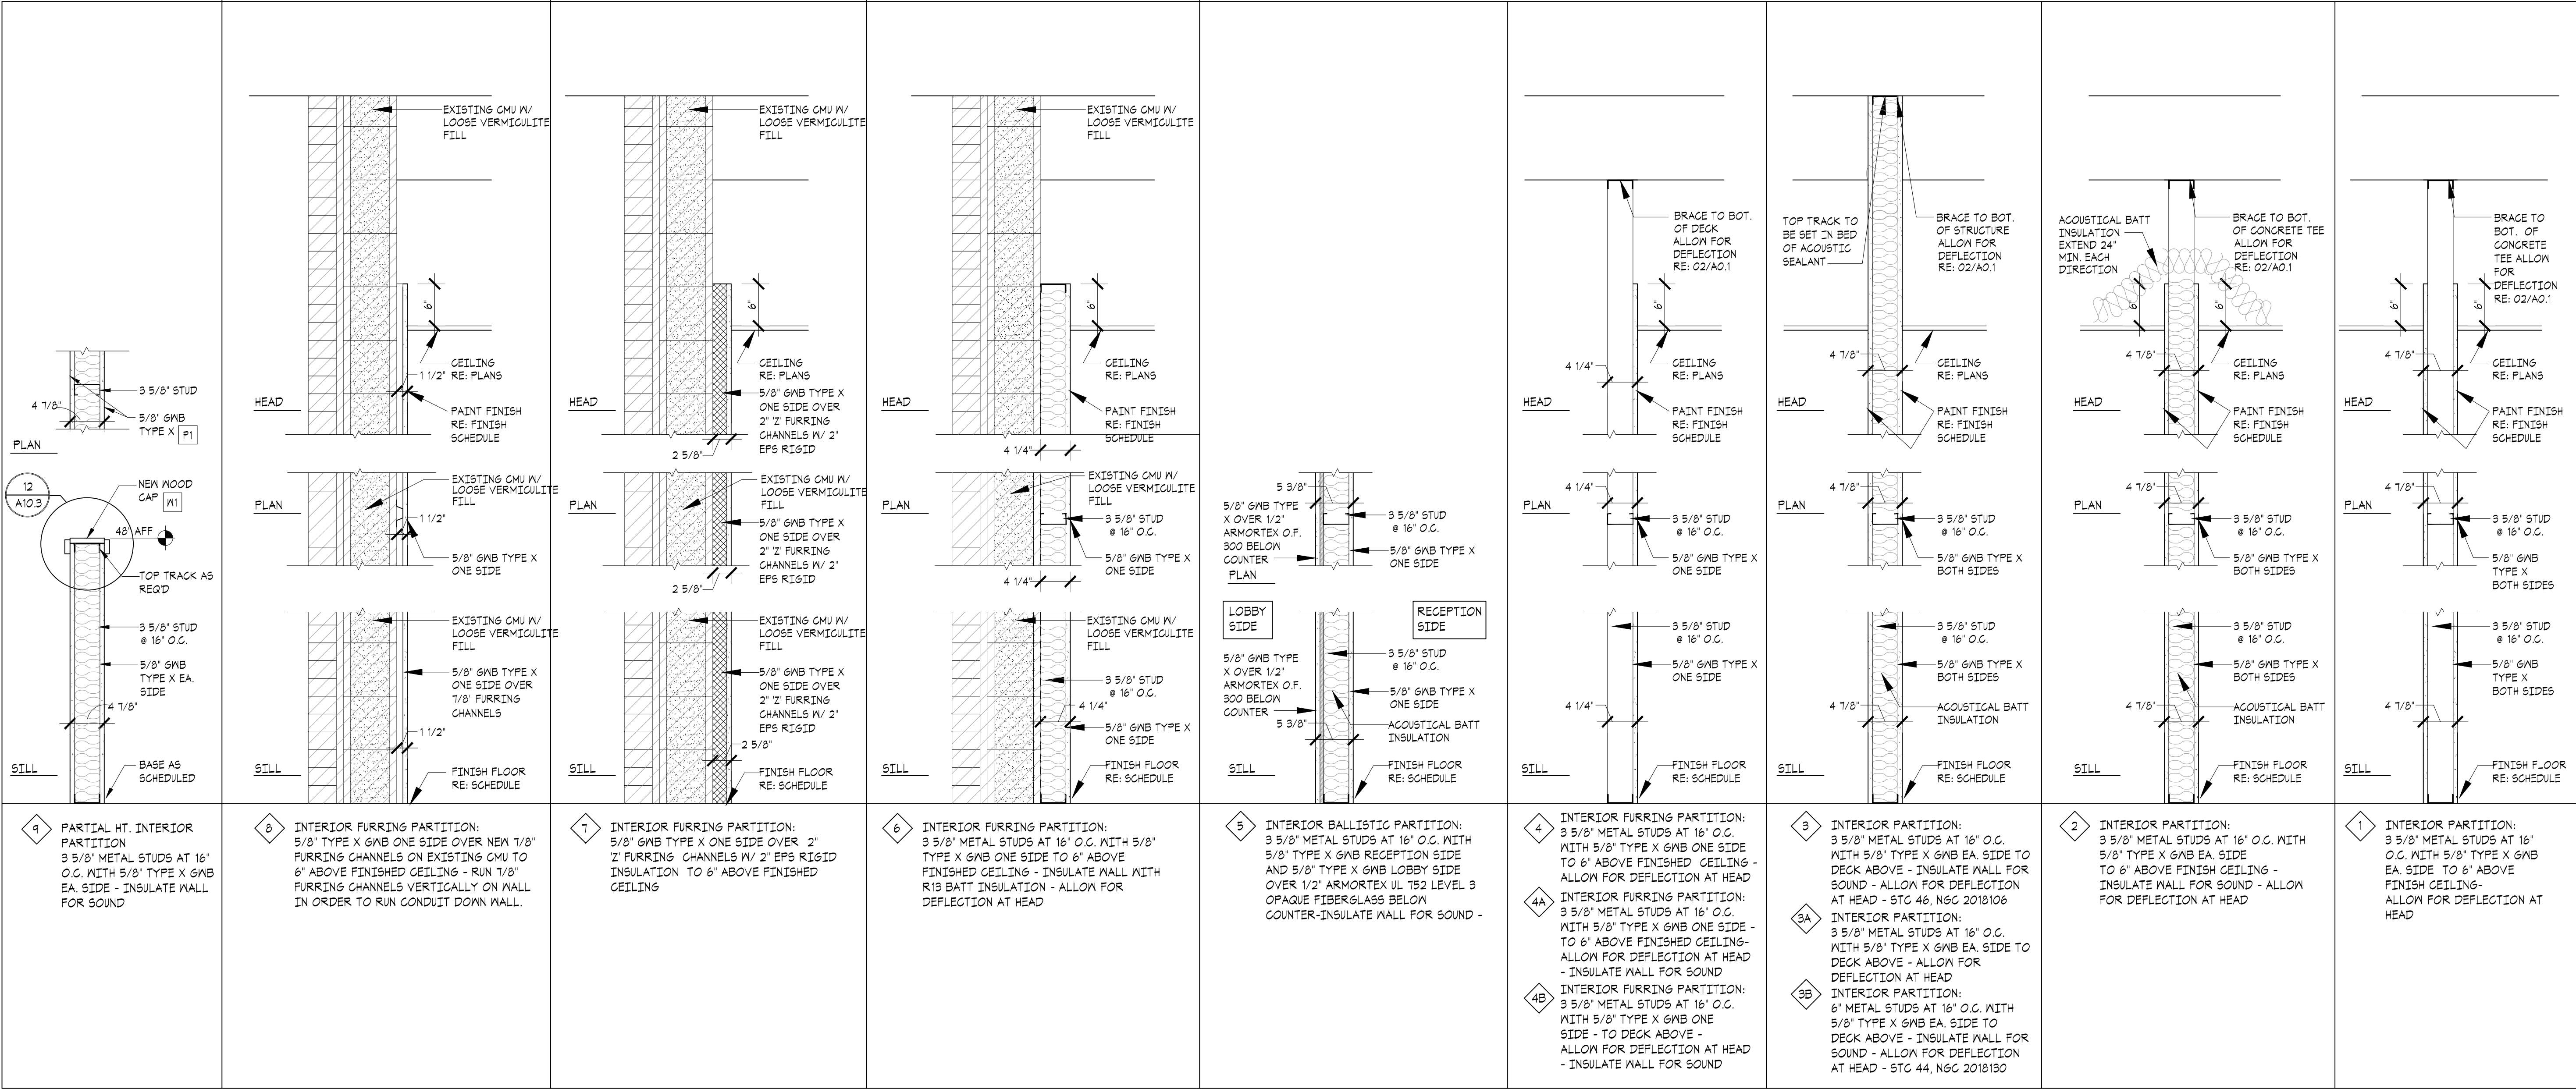 3 5/8" STUD
4 7/8"
5/8" GWB
TYPE X P1
PLAN
12
A10.3
NEW WOOD
CAP W1
48" AFF
TOP TRACK AS
REQ'D
3 5/8" STUD
@ 16" O.C.
5/8" GWB
TYPE X EA.
SIDE
4 7/8"
SILL
BASE AS
SCHEDULED
9
PARTIAL HT. INTERIOR
PARTITION
3 5/8" METAL STUDS AT 16"
O.C. WITH 5/8" TYPE X GWB
EA. SIDE - INSULATE WALL
FOR SOUND
EXISTING CMU W/
LOOSE VERMICULITE
FILL
6"
CEILING
RE: PLANS
1 1/2"
HEAD
PAINT FINISH
RE: FINISH
SCHEDULE
EXISTING CMU W/
LOOSE VERMICULITE
FILL
PLAN
1 1/2"
5/8" GWB TYPE X
ONE SIDE
EXISTING CMU W/
LOOSE VERMICULITE
FILL
5/8" GWB TYPE X
ONE SIDE OVER
7/8" FURRING
CHANNELS
1 1/2"
SILL
FINISH FLOOR
RE: SCHEDULE
8
INTERIOR FURRING PARTITION:
5/8" TYPE X GWB ONE SIDE OVER NEW 7/8"
FURRING CHANNELS ON EXISTING CMU TO
6" ABOVE FINISHED CEILING - RUN 7/8"
FURRING CHANNELS VERTICALLY ON WALL
IN ORDER TO RUN CONDUIT DOWN WALL.
EXISTING CMU W/
LOOSE VERMICULITE
FILL
6"
CEILING
RE: PLANS
HEAD
5/8" GWB TYPE X
ONE SIDE OVER
2" 'Z' FURRING
CHANNELS W/ 2"
EPS RIGID
2 5/8"
EXISTING CMU W/
LOOSE VERMICULITE
FILL
PLAN
5/8" GWB TYPE X
ONE SIDE OVER
2" 'Z' FURRING
CHANNELS W/ 2"
EPS RIGID
2 5/8"
EXISTING CMU W/
LOOSE VERMICULITE
FILL
5/8" GWB TYPE X
ONE SIDE OVER
2" 'Z' FURRING
CHANNELS W/ 2"
EPS RIGID
2 5/8"
SILL
FINISH FLOOR
RE: SCHEDULE
7
INTERIOR FURRING PARTITION:
5/8" GWB TYPE X ONE SIDE OVER 2"
'Z' FURRING CHANNELS W/ 2" EPS RIGID
INSULATION TO 6" ABOVE FINISHED
CEILING
EXISTING CMU W/
LOOSE VERMICULITE
FILL
6"
CEILING
RE: PLANS
HEAD
PAINT FINISH
RE: FINISH
SCHEDULE
4 1/4"
EXISTING CMU W/
LOOSE VERMICULITE
FILL
PLAN
3 5/8" STUD
@ 16" O.C.
5/8" GWB TYPE X
ONE SIDE
4 1/4"
EXISTING CMU W/
LOOSE VERMICULITE
FILL
3 5/8" STUD
@ 16" O.C.
4 1/4"
5/8" GWB TYPE X
ONE SIDE
SILL
FINISH FLOOR
RE: SCHEDULE
6
INTERIOR FURRING PARTITION:
3 5/8" METAL STUDS AT 16" O.C. WITH 5/8"
TYPE X GWB ONE SIDE TO 6" ABOVE
FINISHED CEILING - INSULATE WALL WITH
R13 BATT INSULATION - ALLOW FOR
DEFLECTION AT HEAD
5 3/8"
5/8" GWB TYPE
X OVER 1/2"
ARMORTEX O.F.
300 BELOW
COUNTER
3 5/8" STUD
@ 16" O.C.
5/8" GWB TYPE X
ONE SIDE
PLAN
LOBBY
SIDE
RECEPTION
SIDE
5/8" GWB TYPE
X OVER 1/2"
ARMORTEX O.F.
300 BELOW
COUNTER
5 3/8"
3 5/8" STUD
@ 16" O.C.
5/8" GWB TYPE X
ONE SIDE
ACOUSTICAL BATT
INSULATION
SILL
FINISH FLOOR
RE: SCHEDULE
5
INTERIOR BALLISTIC PARTITION:
3 5/8" METAL STUDS AT 16" O.C. WITH
5/8" TYPE X GWB RECEPTION SIDE
AND 5/8" TYPE X GWB LOBBY SIDE
OVER 1/2" ARMORTEX UL 752 LEVEL 3
OPAQUE FIBERGLASS BELOW
COUNTER-INSULATE WALL FOR SOUND -
BRACE TO BOT.
OF DECK
ALLOW FOR
DEFLECTION
RE: 02/A0.1
6"
4 1/4"
CEILING
RE: PLANS
HEAD
PAINT FINISH
RE: FINISH
SCHEDULE
4 1/4"
PLAN
3 5/8" STUD
@ 16" O.C.
5/8" GWB TYPE X
ONE SIDE
3 5/8" STUD
@ 16" O.C.
5/8" GWB TYPE X
ONE SIDE
4 1/4"
SILL
FINISH FLOOR
RE: SCHEDULE
4
INTERIOR FURRING PARTITION:
3 5/8" METAL STUDS AT 16" O.C.
WITH 5/8" TYPE X GWB ONE SIDE
TO 6" ABOVE FINISHED CEILING -
ALLOW FOR DEFLECTION AT HEAD
4A
INTERIOR FURRING PARTITION:
3 5/8" METAL STUDS AT 16" O.C.
WITH 5/8" TYPE X GWB ONE SIDE -
TO 6" ABOVE FINISHED CEILING-
ALLOW FOR DEFLECTION AT HEAD
- INSULATE WALL FOR SOUND
4B
INTERIOR FURRING PARTITION:
3 5/8" METAL STUDS AT 16" O.C.
WITH 5/8" TYPE X GWB ONE
SIDE - TO DECK ABOVE -
ALLOW FOR DEFLECTION AT HEAD
- INSULATE WALL FOR SOUND
TOP TRACK TO
BE SET IN BED
OF ACOUSTIC
SEALANT
BRACE TO BOT.
OF STRUCTURE
ALLOW FOR
DEFLECTION
RE: 02/A0.1
4 7/8"
CEILING
RE: PLANS
HEAD
PAINT FINISH
RE: FINISH
SCHEDULE
4 7/8"
PLAN
3 5/8" STUD
@ 16" O.C.
5/8" GWB TYPE X
BOTH SIDES
3 5/8" STUD
@ 16" O.C.
5/8" GWB TYPE X
BOTH SIDES
4 7/8"
ACOUSTICAL BATT
INSULATION
SILL
FINISH FLOOR
RE: SCHEDULE
3
INTERIOR PARTITION:
3 5/8" METAL STUDS AT 16" O.C.
WITH 5/8" TYPE X GWB EA. SIDE TO
DECK ABOVE - INSULATE WALL FOR
SOUND - ALLOW FOR DEFLECTION
AT HEAD - STC 46, NGC 2018106
3A
INTERIOR PARTITION:
3 5/8" METAL STUDS AT 16" O.C.
WITH 5/8" TYPE X GWB EA. SIDE TO
DECK ABOVE - ALLOW FOR
DEFLECTION AT HEAD
3B
INTERIOR PARTITION:
6" METAL STUDS AT 16" O.C. WITH
5/8" TYPE X GWB EA. SIDE TO
DECK ABOVE - INSULATE WALL FOR
SOUND - ALLOW FOR DEFLECTION
AT HEAD - STC 44, NGC 2018130
ACOUSTICAL BATT
INSULATION
EXTEND 24"
MIN. EACH
DIRECTION
BRACE TO BOT.
OF CONCRETE TEE
ALLOW FOR
DEFLECTION
RE: 02/A0.1
6"
6"
4 7/8"
CEILING
RE: PLANS
HEAD
PAINT FINISH
RE: FINISH
SCHEDULE
4 7/8"
PLAN
3 5/8" STUD
@ 16" O.C.
5/8" GWB TYPE X
BOTH SIDES
3 5/8" STUD
@ 16" O.C.
5/8" GWB TYPE X
BOTH SIDES
4 7/8"
ACOUSTICAL BATT
INSULATION
SILL
FINISH FLOOR
RE: SCHEDULE
2
INTERIOR PARTITION:
3 5/8" METAL STUDS AT 16" O.C. WITH
5/8" TYPE X GWB EA. SIDE
TO 6" ABOVE FINISH CEILING -
INSULATE WALL FOR SOUND - ALLOW
FOR DEFLECTION AT HEAD
BRACE TO
BOT. OF
CONCRETE
TEE ALLOW
FOR
DEFLECTION
RE: 02/A0.1
6"
6"
4 7/8"
CEILING
RE: PLANS
HEAD
PAINT FINISH
RE: FINISH
SCHEDULE
4 7/8"
PLAN
3 5/8" STUD
@ 16" O.C.
5/8" GWB
TYPE X
BOTH SIDES
3 5/8" STUD
@ 16" O.C.
5/8" GWB
TYPE X
BOTH SIDES
4 7/8"
SILL
FINISH FLOOR
RE: SCHEDULE
1
INTERIOR PARTITION:
3 5/8" METAL STUDS AT 16"
O.C. WITH 5/8" TYPE X GWB
EA. SIDE TO 6" ABOVE
FINISH CEILING-
ALLOW FOR DEFLECTION AT
HEAD